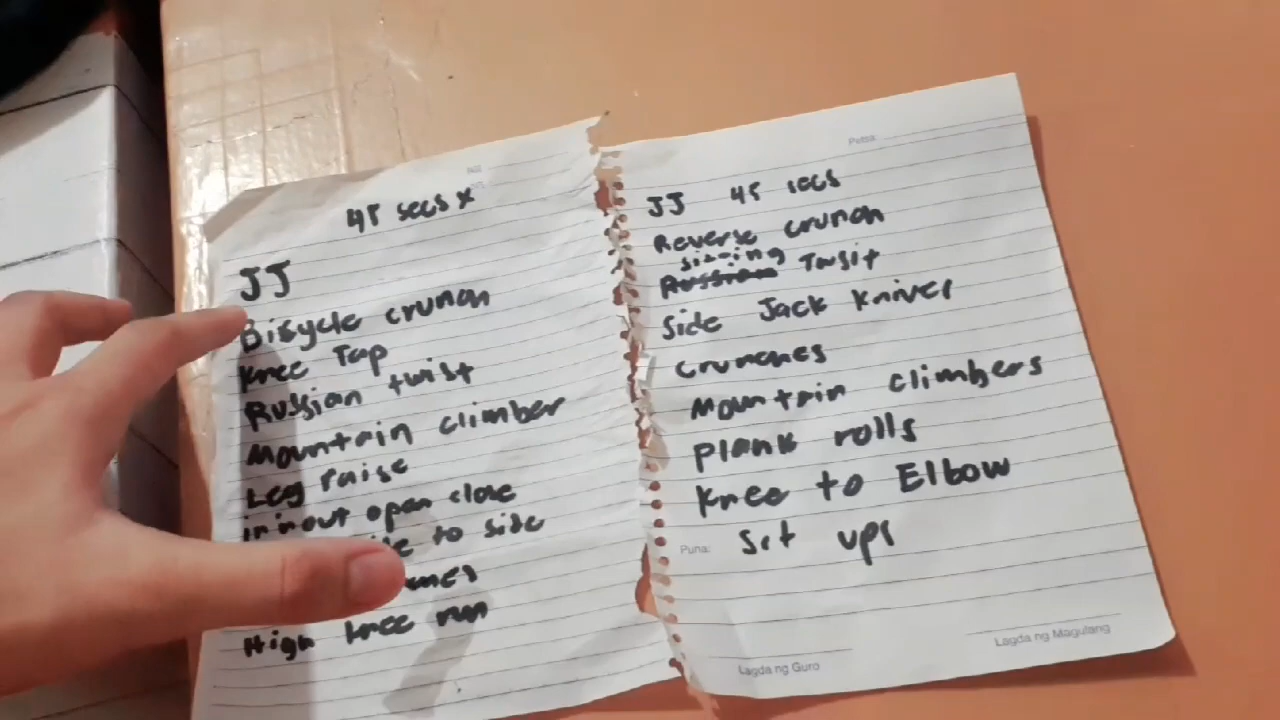 45 secs x
JJ
Bicycle crunch
Knee Tap
Russian twist
Mountain climber
Leg raise
in n out open close
to side
High knee run
Petsa
JJ 45 secs
Reverse crunch
sitting
Russian Twsit
Side Jack Knives
crunches
Mountain climbers
plank rolls
Knee to Elbow
Puna: Sit ups
Lagda ng Guro
Lagda ng Magulang